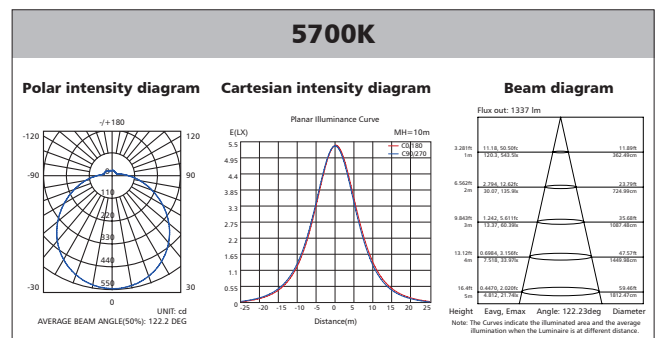 5700K
Polar intensity diagram
-/+180
-120
120
-90
90
0
110
220
330
440
550
-30
30
0
UNIT: cd
AVERAGE BEAM ANGLE(50%): 122.2 DEG
Cartesian intensity diagram
Planar Illuminance Curve
E(LX)
MH=10m
C0/180
C90/270
5.5
4.95
4.4
3.85
3.3
2.75
2.2
1.65
1.1
0.55
0
-25 -20 -15 -10 -5 0 5 10 15 20 25
Distance(m)
Beam diagram
Flux out: 1337 lm
3.281ft 11.18, 50.50fc 11.89ft
1m 120.3, 543.5lx 362.49cm
6.562ft 2.794, 12.62fc 23.79ft
2m 30.07, 135.9lx 724.99cm
9.843ft 1.242, 5.611fc 35.68ft
3m 13.37, 60.39lx 1087.48cm
13.12ft 0.6984, 3.156fc 47.57ft
4m 7.518, 33.97lx 1449.98cm
16.4ft 0.4470, 2.020fc 59.46ft
5m 4.812, 21.74lx 1812.47cm
Height Eavg, Emax Angle: 122.23deg Diameter
Note: The Curves indicate the illuminated area and the average
illumination when the Luminaire is at different distance.